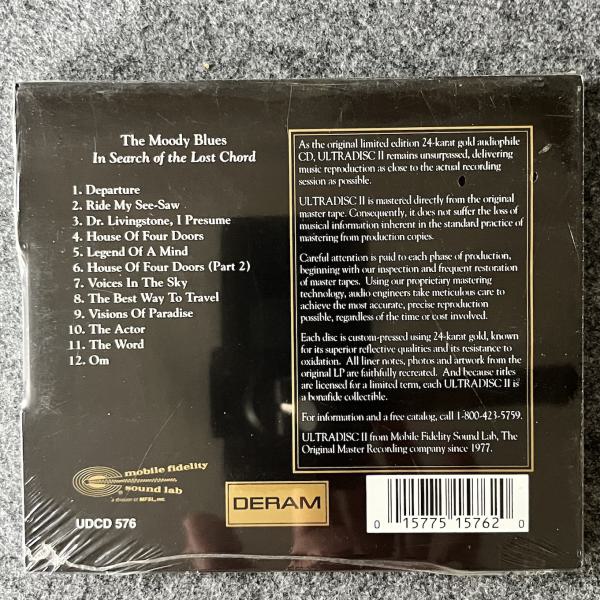 The Moody Blues
In Search of the Lost Chord
1. Departure
2. Ride My See-Saw
3. Dr. Livingstone, I Presume
4. House Of Four Doors
5. Legend Of A Mind
6. House Of Four Doors (Part 2)
7. Voices In The Sky
8. The Best Way To Travel
9. Visions Of Paradise
10. The Actor
11. The Word
12. Om
As the original limited edition 24-karat gold audiophile
CD, ULTRADISC II remains unsurpassed, delivering
music reproduction as close to the actual recording
session as possible.
ULTRADISC II is mastered directly from the original
master tape. Consequently, it does not suffer the loss of
musical information inherent in the standard practice of
mastering from production copies.
Careful attention is paid to each phase of production,
beginning with our inspection and frequent restoration
of master tapes. Using our proprietary mastering
technology, audio engineers take meticulous care to
achieve the most accurate, precise reproduction
possible, regardless of the time or cost involved.
Each disc is custom-pressed using 24-karat gold, known
for its superior reflective qualities and its resistance to
oxidation. All liner notes, photos and artwork from the
original LP are faithfully recreated. And because titles
are licensed for a limited term, each ULTRADISC II is
a bonafide collectible.
For information and a free catalog, call 1-800-423-5759.
ULTRADISC II from Mobile Fidelity Sound Lab, The
Original Master Recording company since 1977.
mobile fidelity
sound lab
a division of MFSL, INC.
UDCD 576
DERAM
0 15775 15762 0